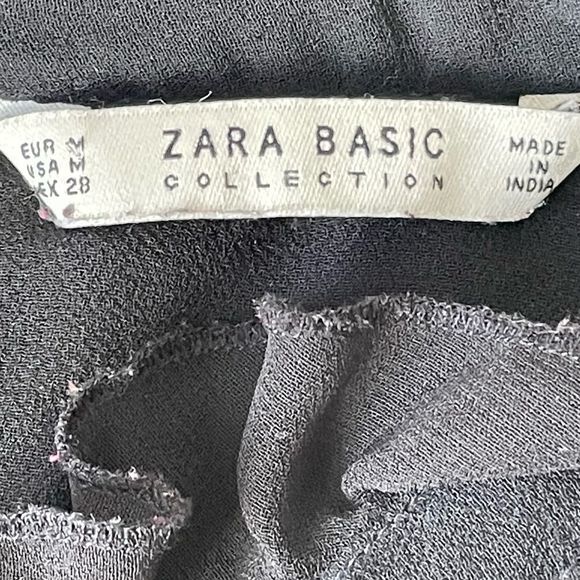 EUR M
USA M
MEX 28
ZARA BASIC
COLLECTION
MADE
IN
INDIA